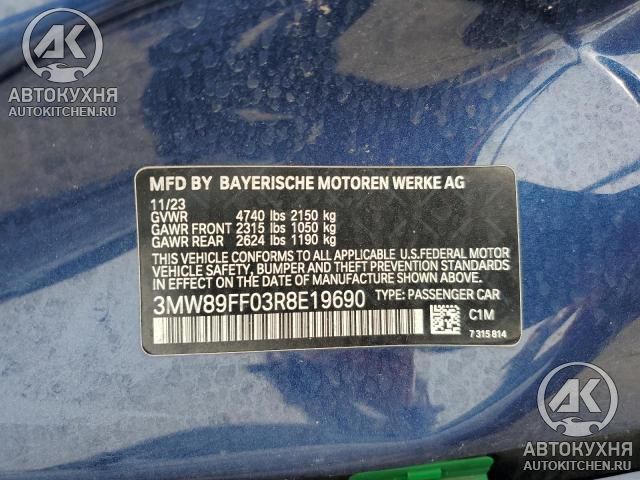 АК
АВТОКУХНЯ
AUTOKITCHEN.RU
MFD BY BAYERISCHE MOTOREN WERKE AG
11/23
GVWR 4740 lbs 2150 kg
GAWR FRONT 2315 lbs 1050 kg
GAWR REAR 2624 lbs 1190 kg
THIS VEHICLE CONFORMS TO ALL APPLICABLE U.S.FEDERAL MOTOR
VEHICLE SAFETY, BUMPER AND THEFT PREVENTION STANDARDS
IN EFFECT ON THE DATE OF MANUFACTURE SHOWN ABOVE.
3MW89FF03R8E19690 TYPE: PASSENGER CAR
C1M
7 315 814
АК
АВТОКУХНЯ
AUTOKITCHEN.RU